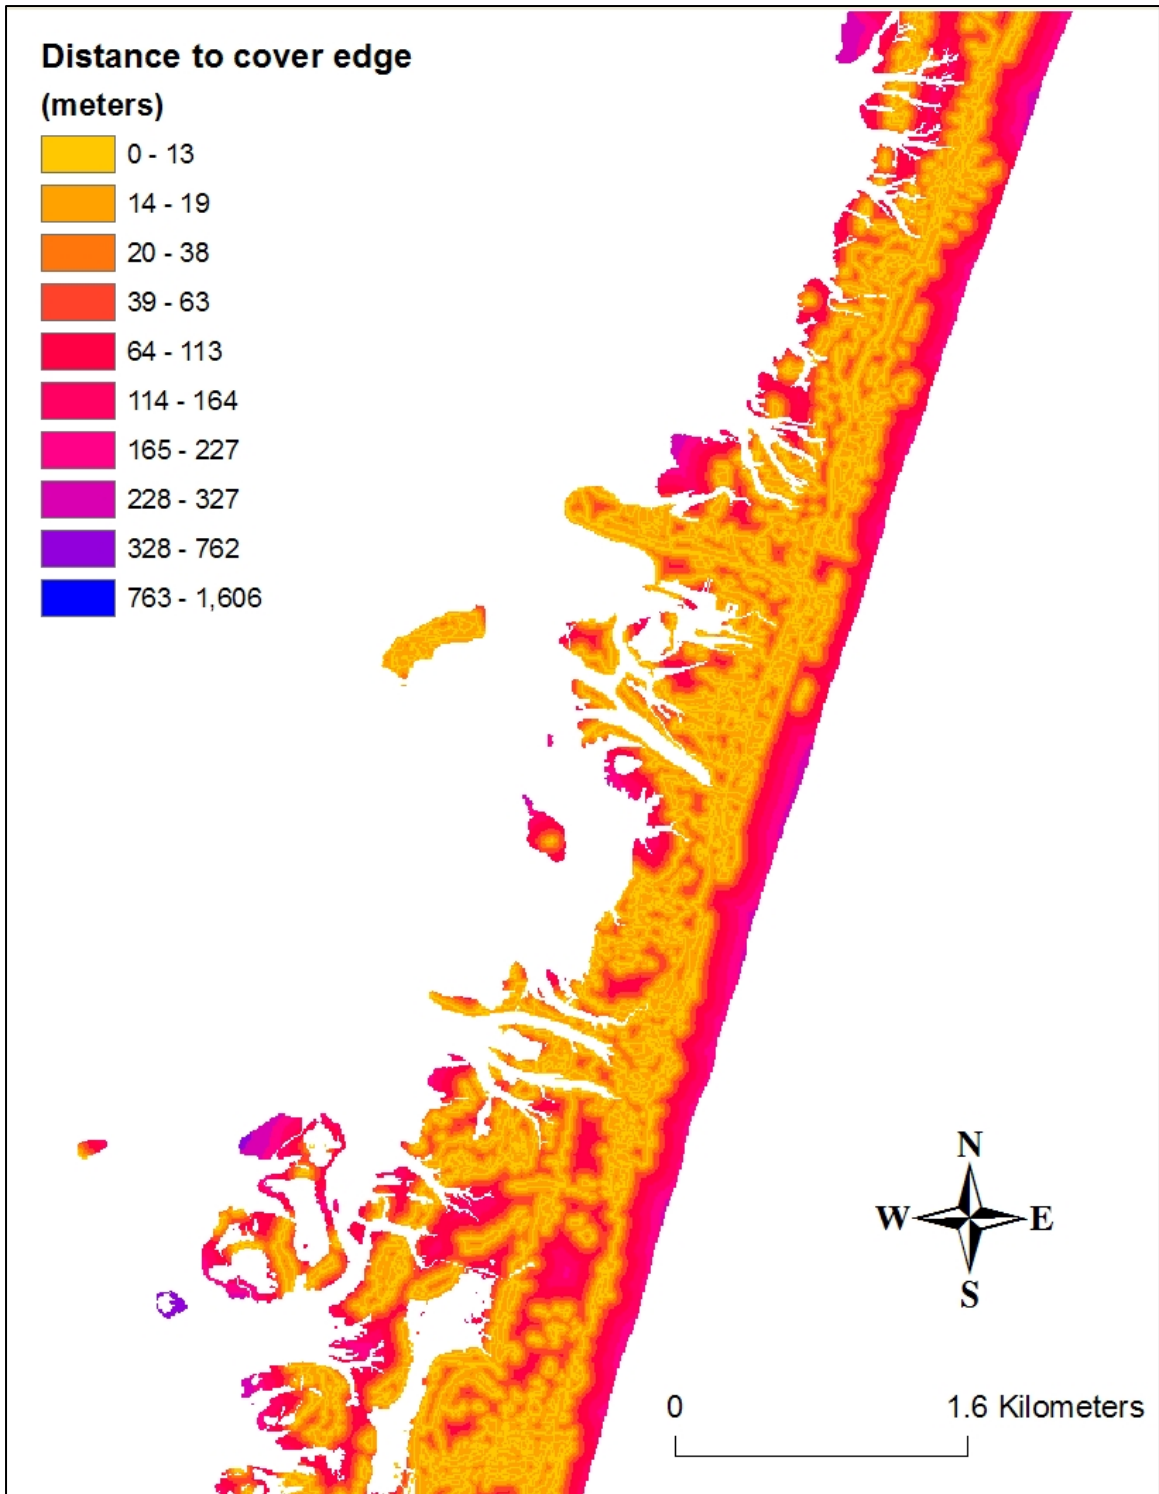 Distance to cover edge
(meters)
0 - 13
14 - 19
20 - 38
39 - 63
64 - 113
114 - 164
165 - 227
228 - 327
328 - 762
763 - 1,606
N
W E
S
0 1.6 Kilometers